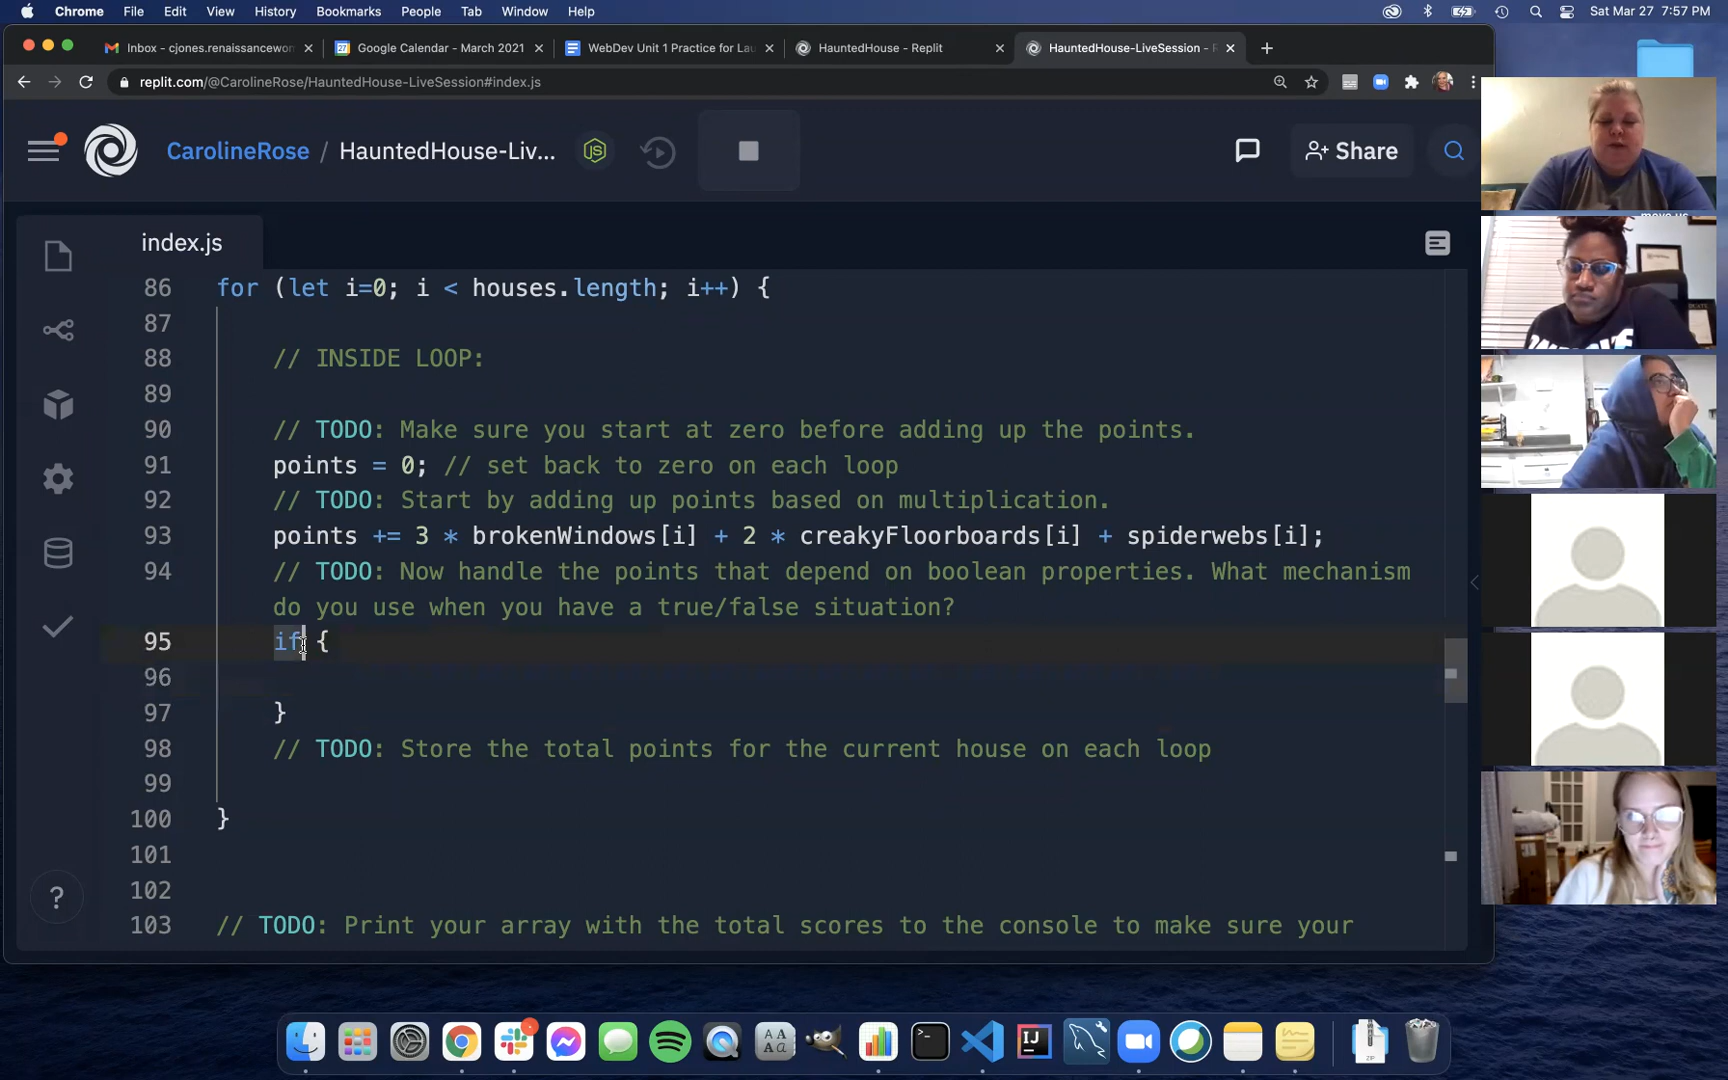 Chrome File Edit View History Bookmarks People Tab Window Help Sat Mar 27 7:57 PM
Inbox - cjones.renaissancewon Google Calendar - March 2021 WebDev Unit 1 Practice for Lau HauntedHouse - Replit HauntedHouse-LiveSession - R
replit.com/@CarolineRose/HauntedHouse-LiveSession#index.js
CarolineRose / HauntedHouse-Liv... Share
index.js
86 for (let i=0; i < houses.length; i++) {
87
88 // INSIDE LOOP:
89
90 // TODO: Make sure you start at zero before adding up the points.
91 points = 0; // set back to zero on each loop
92 // TODO: Start by adding up points based on multiplication.
93 points += 3 * brokenWindows[i] + 2 * creakyFloorboards[i] + spiderwebs[i];
94 // TODO: Now handle the points that depend on boolean properties. What mechanism
do you use when you have a true/false situation?
95 if {
96
97 }
98 // TODO: Store the total points for the current house on each loop
99
100 }
101
102
103 // TODO: Print your array with the total scores to the console to make sure your
?